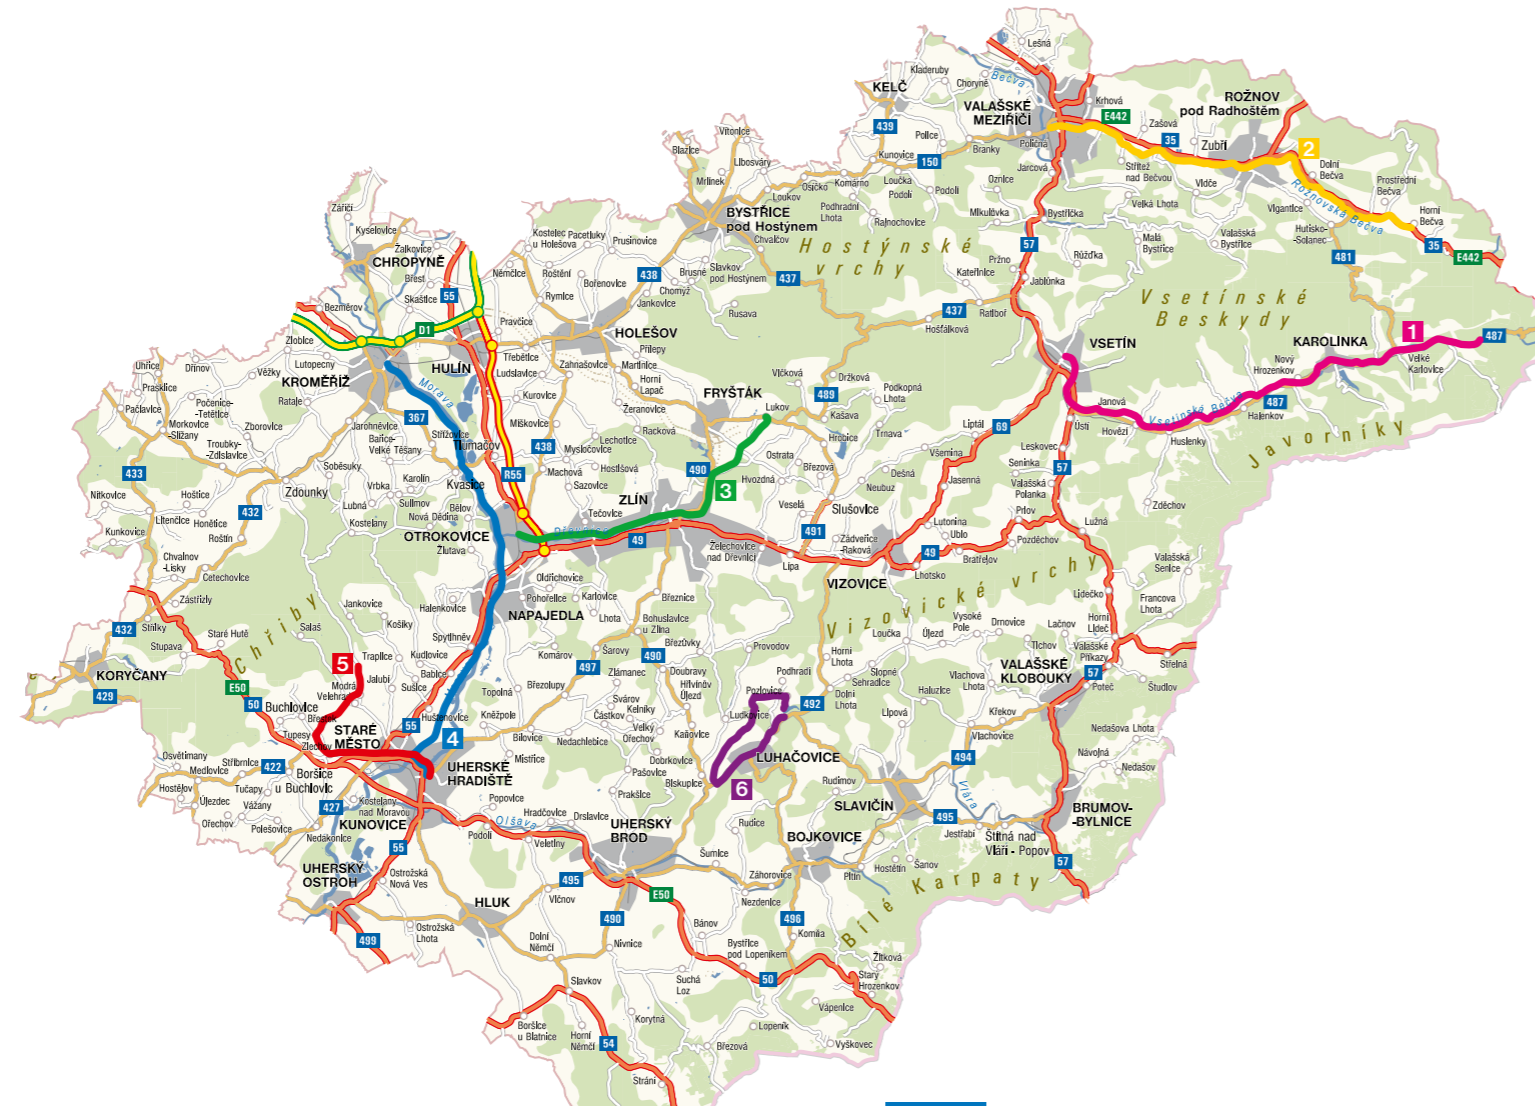 Lešná
Kladeruby
Choryně
Bečva
KELČ
VALAŠSKÉ
MEZIŘÍČÍ
Krhová
E442
ROŽNOV
pod Radhoštěm
439
Police
Zašová
35
Zubří
2
Poličná
Vítonice
Blazice
Libosváry
Mrlínek
Loukov
Osíčko
Komárno
Kunovice
150
Branky
Loučka
Podolí
Podolí
Oznice
Jarcová
Střítež
nad Bečvou
Vidče
Dolní
Bečva
Prostřední
Bečva
Rožnovská Bečva
Horní
Bečva
35
E442
BYSTŘICE
pod Hostýnem
Chvalčov
Podhradní
Lhota
Rajnochovice
Mikulůvka
Bystřička
Velká Lhota
Vigantice
Hutisko
-Solanec
Malá
Bystřice
Valašská
Bystřice
Zářičí
Kyselovice
Žalkovice
CHROPYNĚ
Břest
Skaštice
Bezměrov
Kostelec
u Holešova
Pacetluky
Prusinovice
Němčice
Roštění
Rymice
Bořenovice
438
Brusné
Slavkov
pod Hostýnem
Chomýž
Jankovice
Rusava
437
Hostýnské
vrchy
57
Růžďka
Pržno
Kateřinice
Jablůnka
481
Vsetínské
Beskydy
437
Hošťálková
Ratiboř
VSETÍN
KAROLINKA
1
487
Velké
Karlovice
Nový
Hrozenkov
487
Halenkov
Vsetínská Bečva
Huslenky
Hovězí
Janová
Ústí
Javorníky
55
D1
Pravčice
HOLEŠOV
Zlobice
Lutopecny
Věžky
KROMĚŘÍŽ
Rataje
HULÍN
Třebětice
Ludslavice
Zahnašovice
Martinice
Přílepy
Horní
Lapač
FRYŠTÁK
Vlčková
Držková
Podkopná
Lhota
489
Kašava
Lukov
Trnava
Hrobice
Uhřice
Dřínov
Prasklice
Pačlavice
Počenice-
-Tetětice
Morkovice
-Slížany
Zborovice
Troubky-
-Zdislavice
433
Jarohněvice
367
Morava
Bařice-
Velké Těšany
Střížovice
Tlumačov
Kurovice
Míškovice
438
Žeranovice
Racková
Lechotice
Mysločovice
Machová
Hostišová
Sazovice
Tečovice
ZLÍN
490
3
Ostrata
Březová
Hvozdná
Veselá
Dešná
Neubuz
Slušovice
69
Liptál
Všemina
Jasenná
Leskovec
57
Seninka
Valašská
Polanka
Zděchov
Nítkovice
Kunkovice
Hoštice
Litenčice
Honětice
Roštín
432
Zdounky
Soběsuky
Vrbka
Karolín
Kvasice
R55
Lubná
Sulimov
Bělov
Kostelany
Nová Dědina
OTROKOVICE
Žlutava
Dřevnice
49
Želechovice
nad Dřevnicí
Lípa
491
Zádveřice
-Raková
VIZOVICE
49
Lutonina
Ublo
Prlov
Pozděchov
Bratřejov
Lhotsko
Lužná
Valašská
Senice
Chvalnov
-Lísky
Cetechovice
Zástřizly
432
Střílky
Stupava
Staré Hutě
KORYČANY
429
Chřiby
Salaš
Jankovice
Košíky
Halenkovice
Spytihněv
NAPAJEDLA
Oldřichovice
Pohořelice
Karlovice
Lhota
Březnice
Bohuslavice
u Zlína
Šarovy
490
Březůvky
Doubravy
Provodov
Vizovické vrchy
Horní
Lhota
Loučka
Újezd
Vysoké
Pole
Drnovice
Lačnov
Tichov
Lidečko
Francova
Lhota
Horní
Lideč
Valašské
Příkazy
Střelná
E50
50
5
Modrá
Velehrad
Traplice
Jalubí
Kudlovice
Babice
Sušice
Komárov
497
Zlámanec
Březolupy
Topolná
Hřivínův
Újezd
Svárov
Kelníky
Částkov
Velký
Ořechov
Kaňovice
Podhradí
Pozlovice
Ludkovice
492
Dolní
Lhota
Slopné
Sehradice
Haluzice
Vlachova
Lhota
VALAŠSKÉ
KLOBOUKY
57
Poteč
Študlov
Buchlovice
Břestek
Tupesy
Zlechov
STARÉ
MĚSTO
55
Huštěnovice
4
Kněžpole
Bílovice
Mistřice
Nedachlebice
Lípová
Křekov
Vlachovice
Nedašova Lhota
Návojná
Nedašov
Osvětimany
Medlovice
Stříbrnice
422
Hostějov
Tučapy
Boršice
u Buchlovic
Újezdec
Vážany
Ořechov
Polešovice
427
Nedakonice
Kostelany
nad Moravou
UHERSKÉ
HRADIŠTĚ
KUNOVICE
Popovice
Podolí
Olšava
Hradčovice
Drslavice
Veletiny
Pašovice
Prakšice
Dobrkovice
Biskupice
6
LUHAČOVICE
Rudimov
494
Vlára
SLAVIČÍN
495
Jestřabí
Štítná nad
Vláří - Popov
BRUMOV-
-BYLNICE
57
UHERSKÝ
BROD
Rudice
BOJKOVICE
Šumice
Záhorovice
Pitín
Hostětín
Šanov
Nezdenice
UHERSKÝ
OSTROH
55
Ostrožská
Nová Ves
HLUK
495
Vlčnov
490
Nivnice
E50
Bánov
Bystřice
pod Lopeníkem
496
Komňa
Bílé Karpaty
Žítková
499
Ostrožská
Lhota
Dolní
Němčí
Slavkov
Suchá
Loz
50
Starý
Hrozenkov
Vápenice
Boršice
u Blatnice
Horní
Němčí
54
Korytná
Březová
Lopeník
Vyškovec
Strání